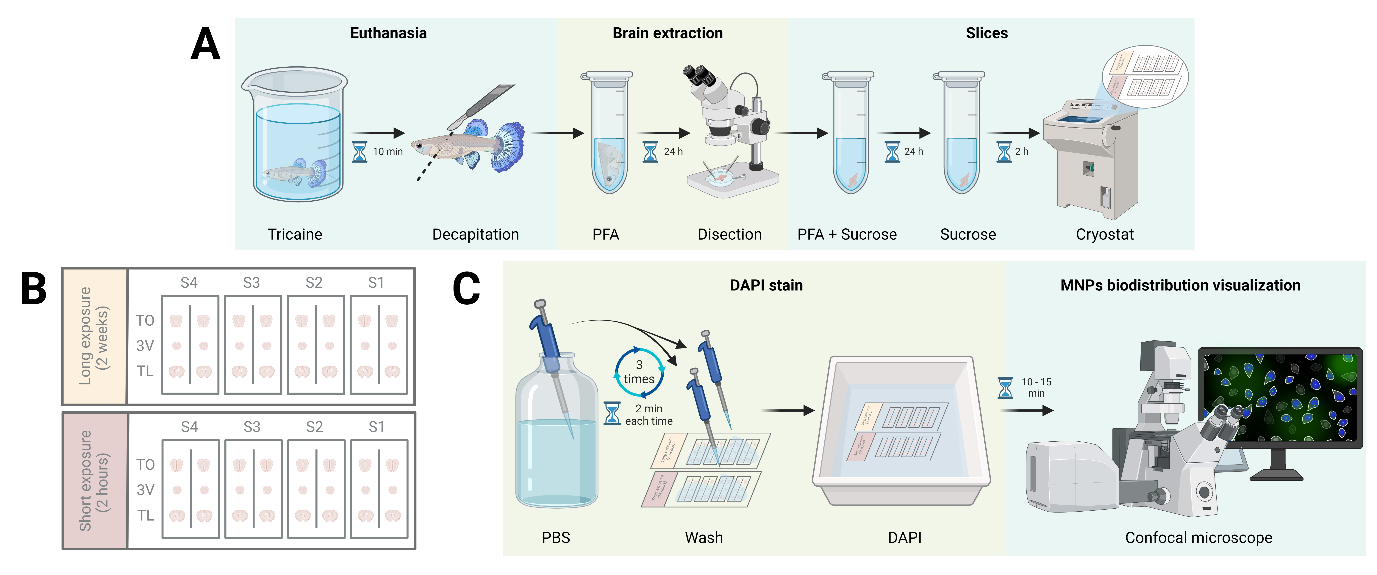 A
Euthanasia
Brain extraction
Slices
10 min
24 h
24 h
2 h
Tricaine
Decapitation
PFA
Disection
PFA + Sucrose
Sucrose
Cryostat
B
Long exposure
(2 weeks)
S4 S3 S2 S1
TO
3V
TL
Short exposure
(2 hours)
S4 S3 S2 S1
TO
3V
TL
C
DAPI stain
MNPs biodistribution visualization
3
times
2 min
each time
10 - 15
min
PBS
Wash
DAPI
Confocal microscope